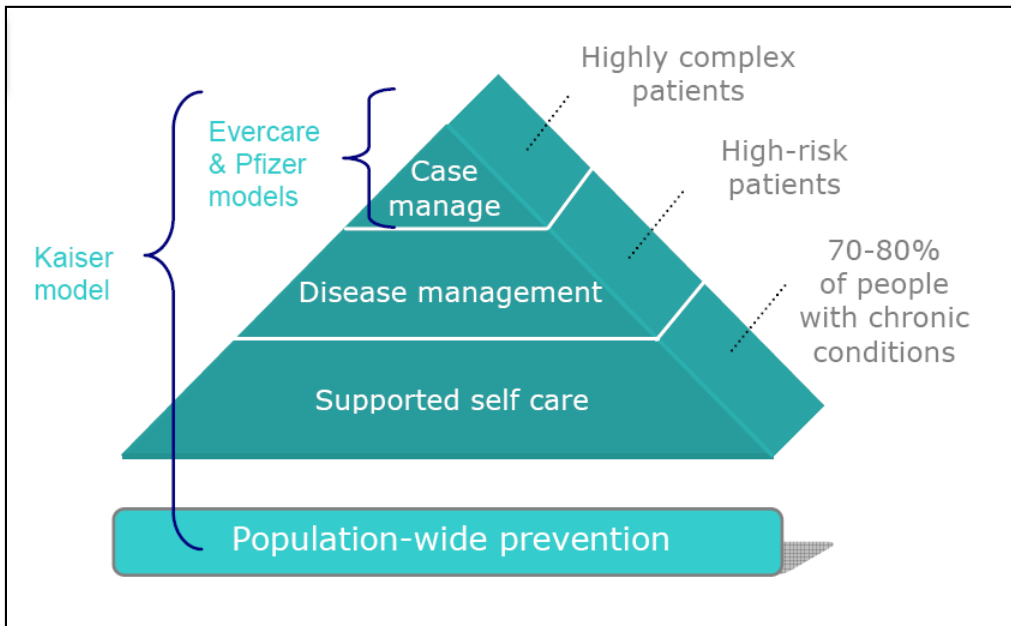 Highly complex
patients
Evercare
& Pfizer
models
Case
manage
High-risk
patients
Kaiser
model
Disease management
70-80%
of people
with chronic
conditions
Supported self care
Population-wide prevention